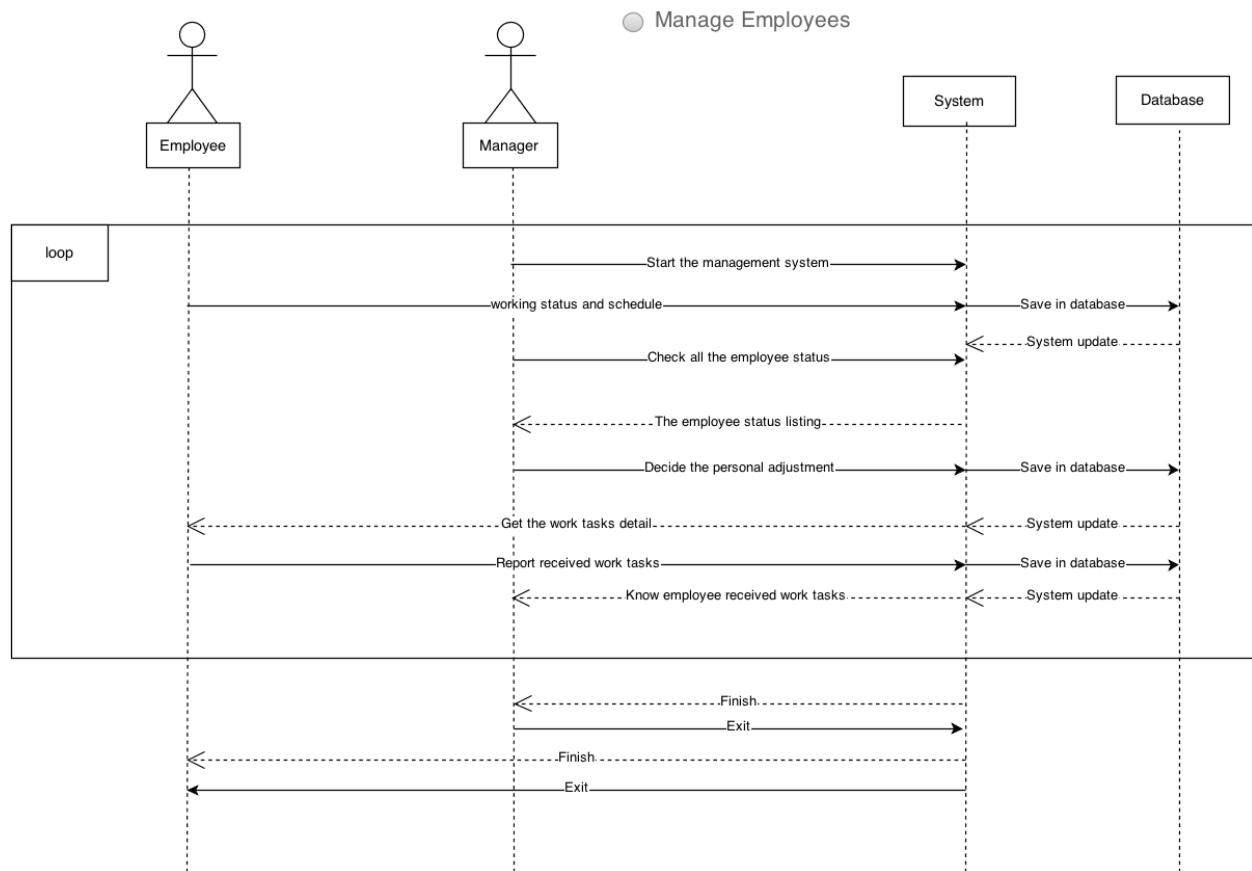 Manage Employees
Employee
Manager
System
Database
loop
Start the management system
working status and schedule
Save in database
System update
Check all the employee status
The employee status listing
Decide the personal adjustment
Save in database
Get the work tasks detail
System update
Report received work tasks
Save in database
Know employee received work tasks
System update
Finish
Exit
Finish
Exit